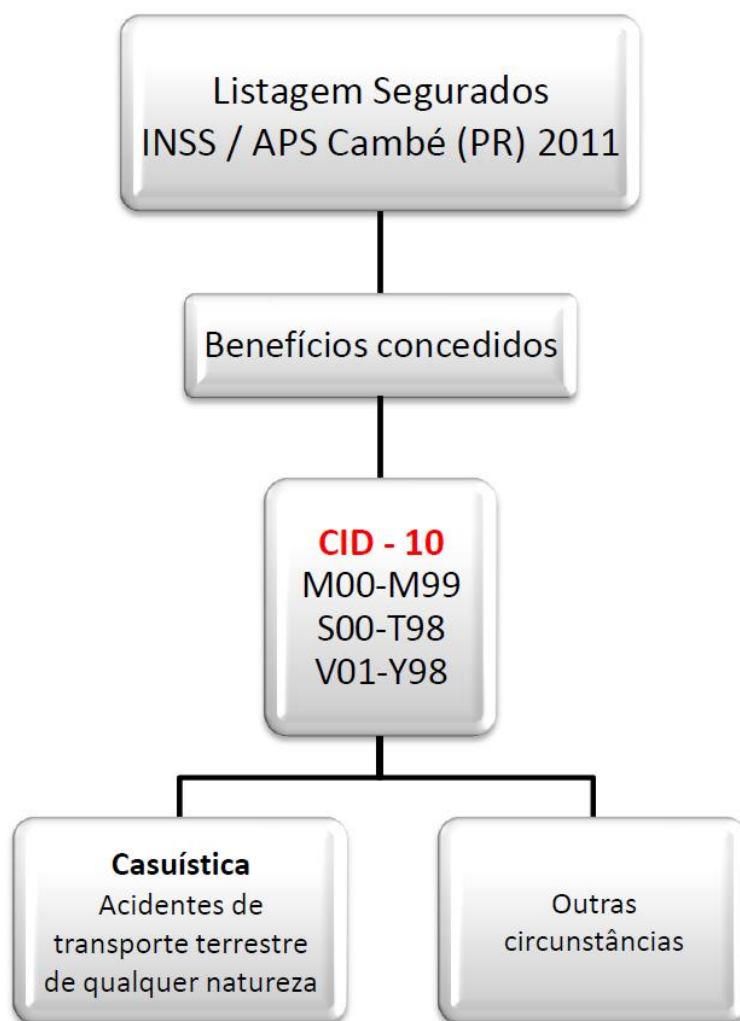 Listagem Segurados
INSS / APS Cambé (PR) 2011
Benefícios concedidos
CID - 10
M00-M99
S00-T98
V01-Y98
Casuística
Acidentes de
transporte terrestre
de qualquer natureza
Outras
circunstâncias